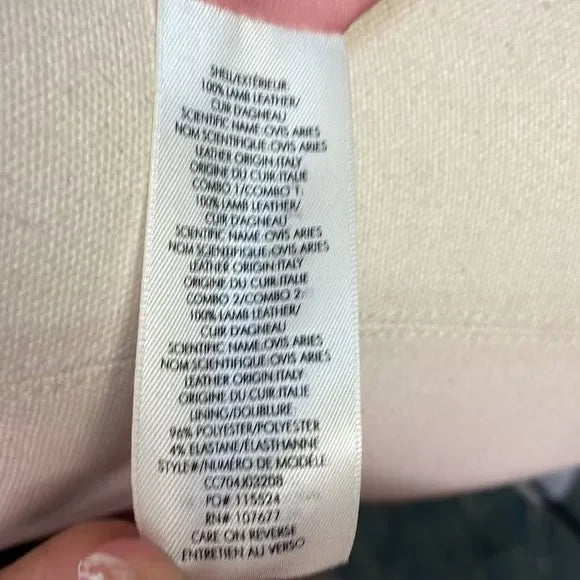 SHELL/EXTÉRIEUR
100% LAMB LEATHER/
CUIR D'AGNEAU
SCIENTIFIC NAME:OVIS ARIES
NOM SCIENTIFIQUE:OVIS ARIES
LEATHER ORIGIN:ITALY
ORIGINE DU CUIR:ITALIE
COMBO 1/COMBO 1:
100% LAMB LEATHER/
CUIR D'AGNEAU
SCIENTIFIC NAME:OVIS ARIES
NOM SCIENTIFIQUE:OVIS ARIES
LEATHER ORIGIN:ITALY
ORIGINE DU CUIR:ITALIE
COMBO 2/COMBO 2:
100% LAMB LEATHER/
CUIR D'AGNEAU
SCIENTIFIC NAME:OVIS ARIES
NOM SCIENTIFIQUE:OVIS ARIES
LEATHER ORIGIN:ITALY
ORIGINE DU CUIR:ITALIE
LINING/DOUBLURE
96% POLYESTER/POLYESTER
4% ELASTANE/ÉLASTHANNE
STYLE#/NUMÉRO DE MODÈLE
CC704J032DB
PO# 115524
RN# 107677
CARE ON REVERSE
ENTRETIEN AU VERSO